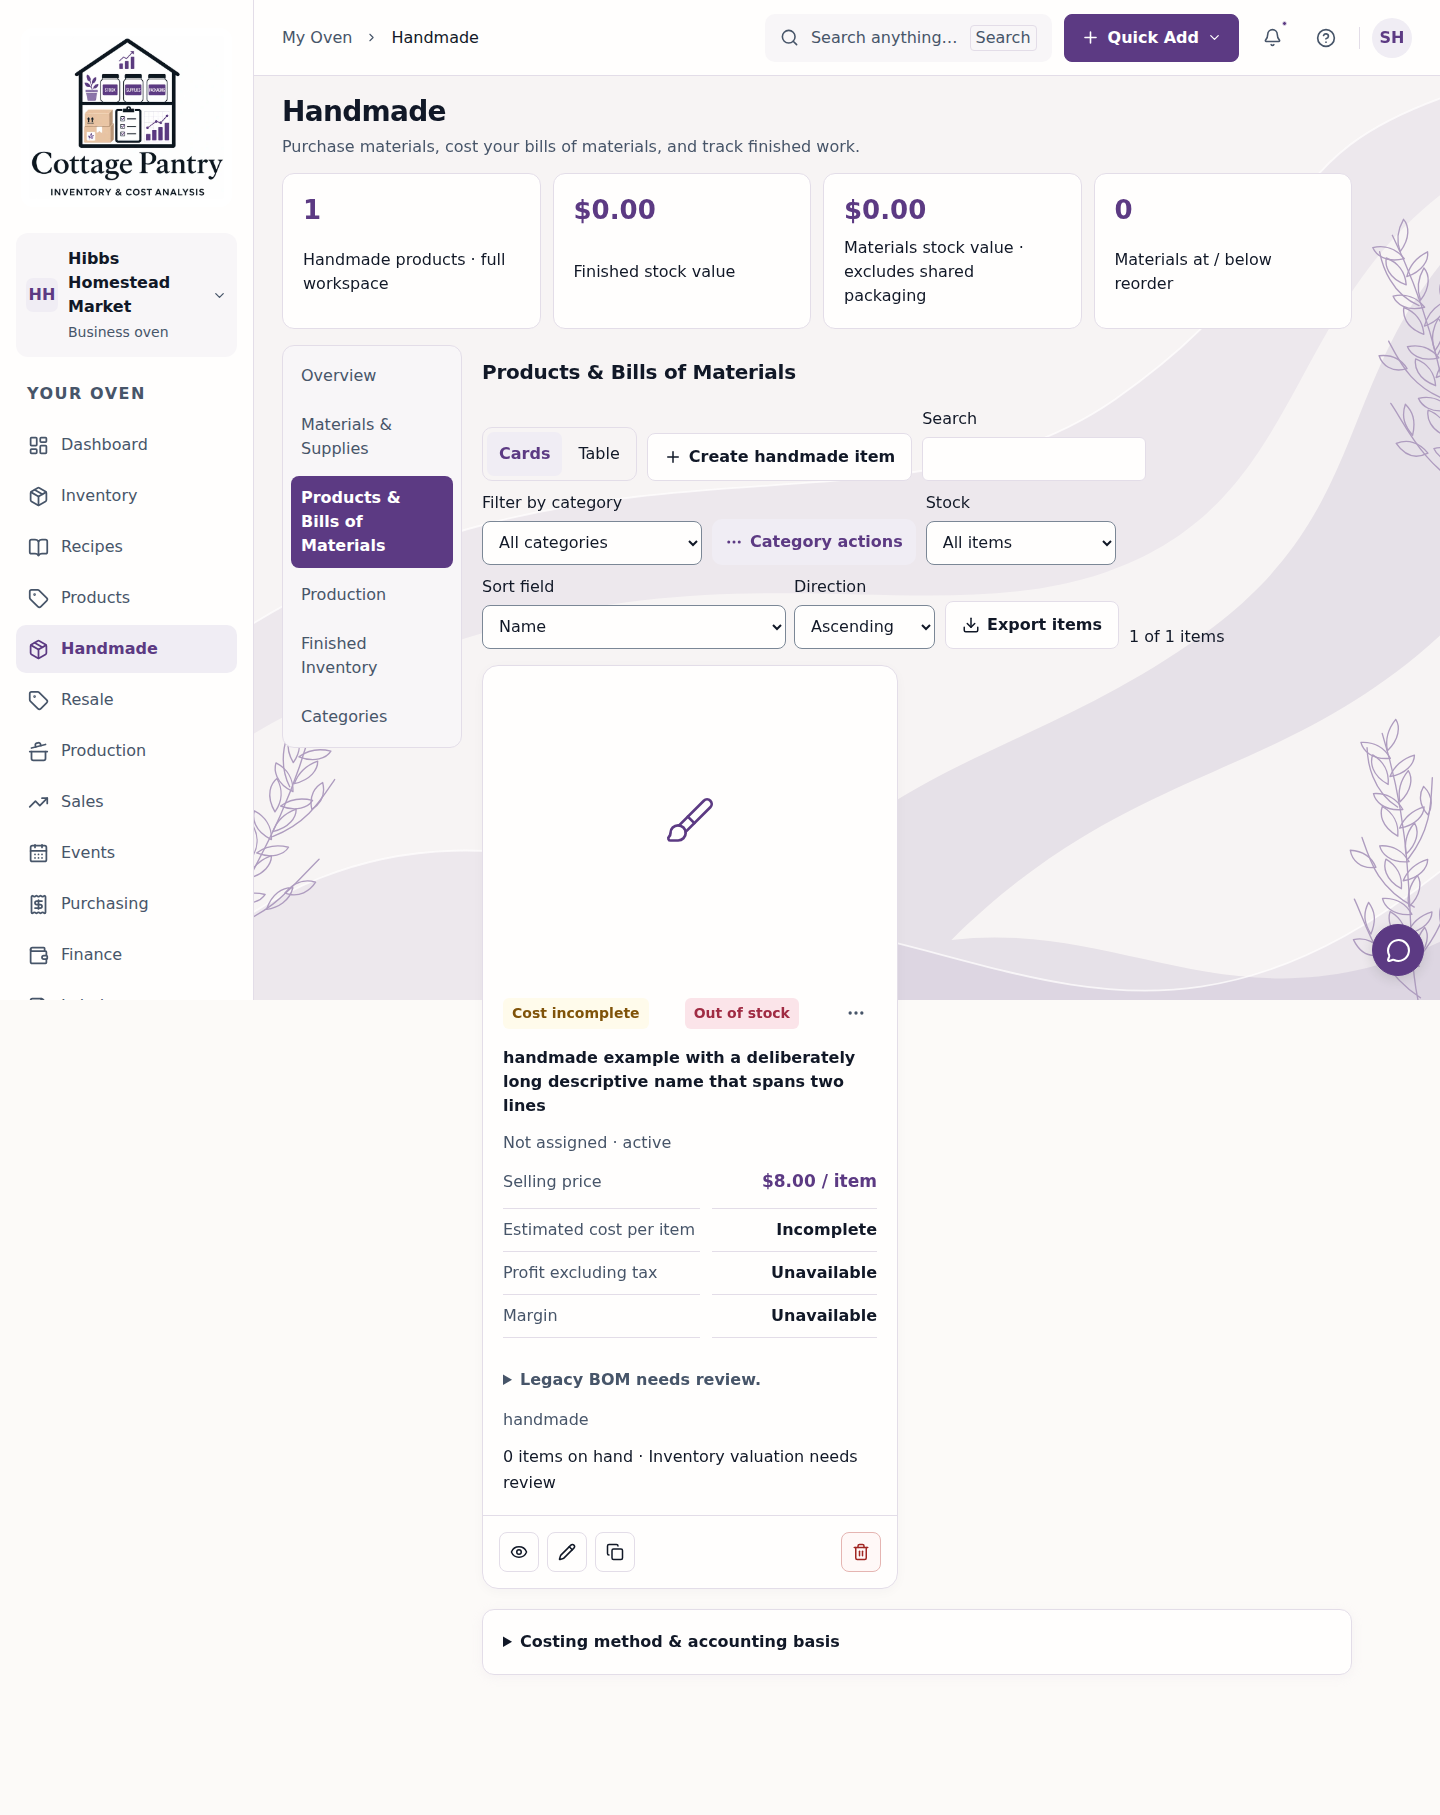 Cottage Pantry
INVENTORY & COST ANALYSIS
HH
Hibbs
Homestead
Market
Business oven
YOUR OVEN
Dashboard
Inventory
Recipes
Products
Handmade
Resale
Production
Sales
Events
Purchasing
Finance
My Oven
Handmade
Search anything...
Search
Quick Add
SH
Handmade
Purchase materials, cost your bills of materials, and track finished work.
1
Handmade products · full
workspace
$0.00
Finished stock value
$0.00
Materials stock value ·
excludes shared
packaging
0
Materials at / below
reorder
Overview
Materials &
Supplies
Products &
Bills of
Materials
Production
Finished
Inventory
Categories
Products & Bills of Materials
Cards
Table
Create handmade item
Search
Filter by category
All categories
Category actions
Stock
All items
Sort field
Name
Direction
Ascending
Export items
1 of 1 items
Cost incomplete
Out of stock
handmade example with a deliberately
long descriptive name that spans two
lines
Not assigned · active
Selling price $8.00 / item
Estimated cost per item Incomplete
Profit excluding tax Unavailable
Margin Unavailable
Legacy BOM needs review.
handmade
0 items on hand · Inventory valuation needs
review
Costing method & accounting basis